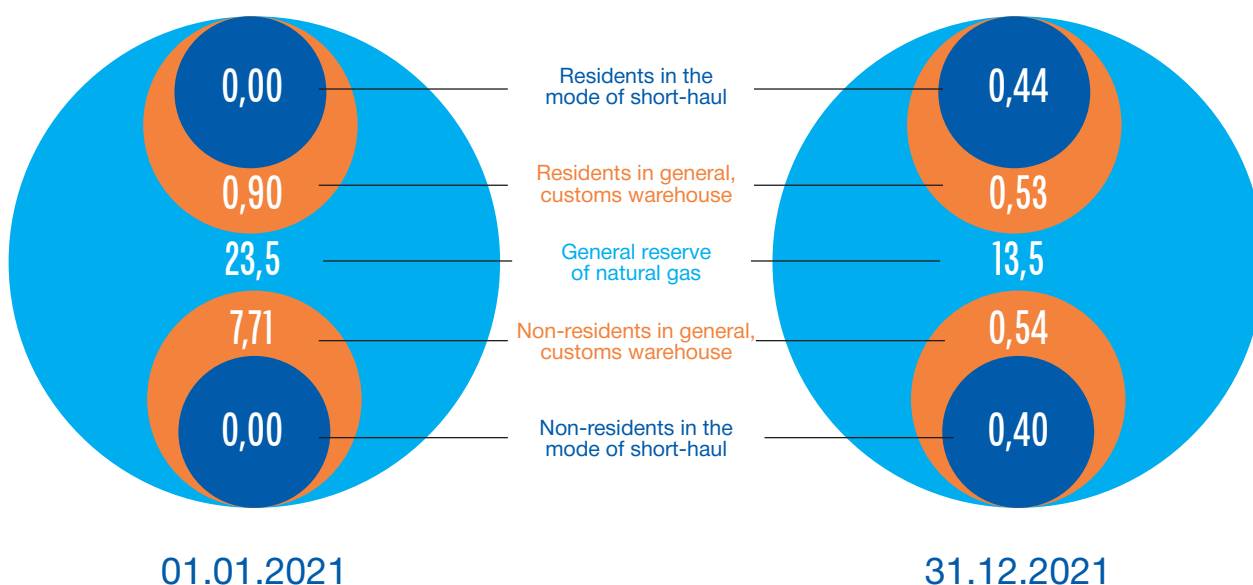 0,00
Residents in the
mode of short-haul
0,44
0,90
Residents in general,
customs warehouse
0,53
23,5
General reserve
of natural gas
13,5
7,71
Non-residents in general,
customs warehouse
0,54
0,00
Non-residents in the
mode of short-haul
0,40
01.01.2021
31.12.2021